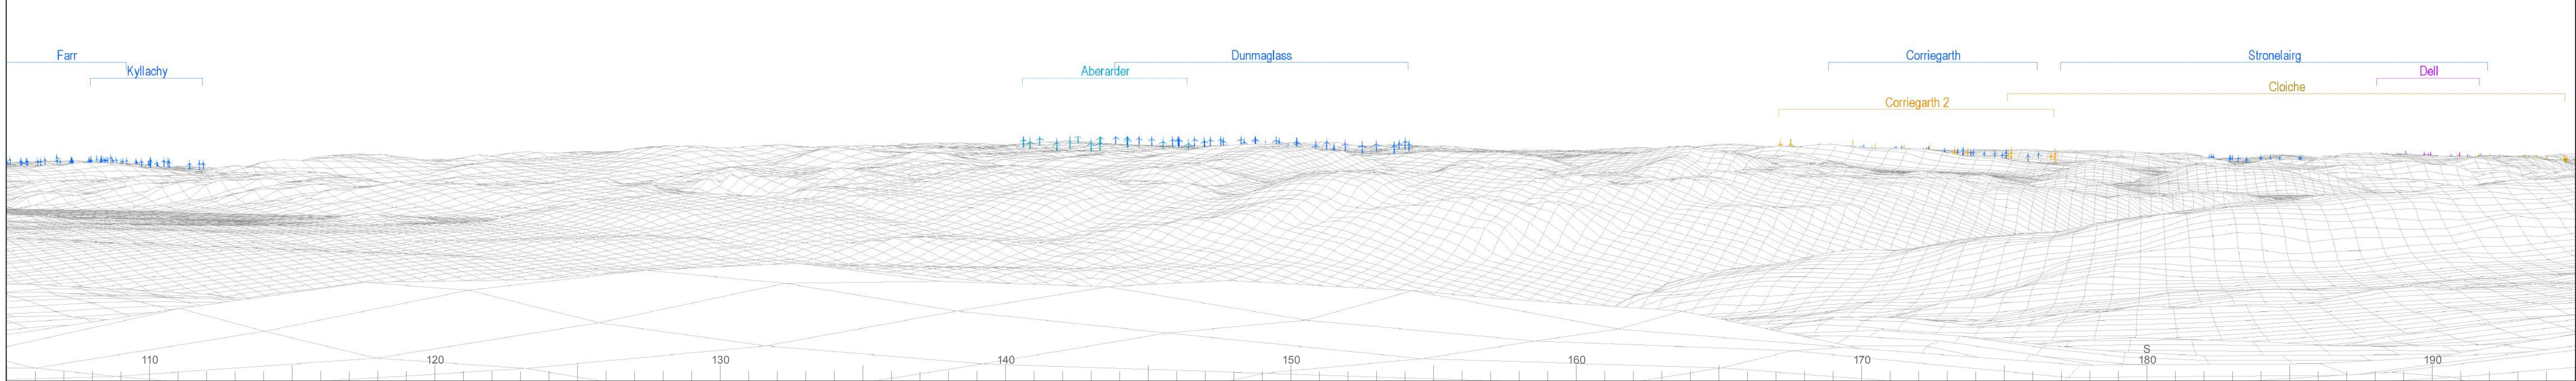 Farr Dunmaglass Corriegarth Stronelairg
Kyllachy Aberarder Dell
Cloiche
Corriegarth 2
S
110 120 130 140 150 160 170 180 190